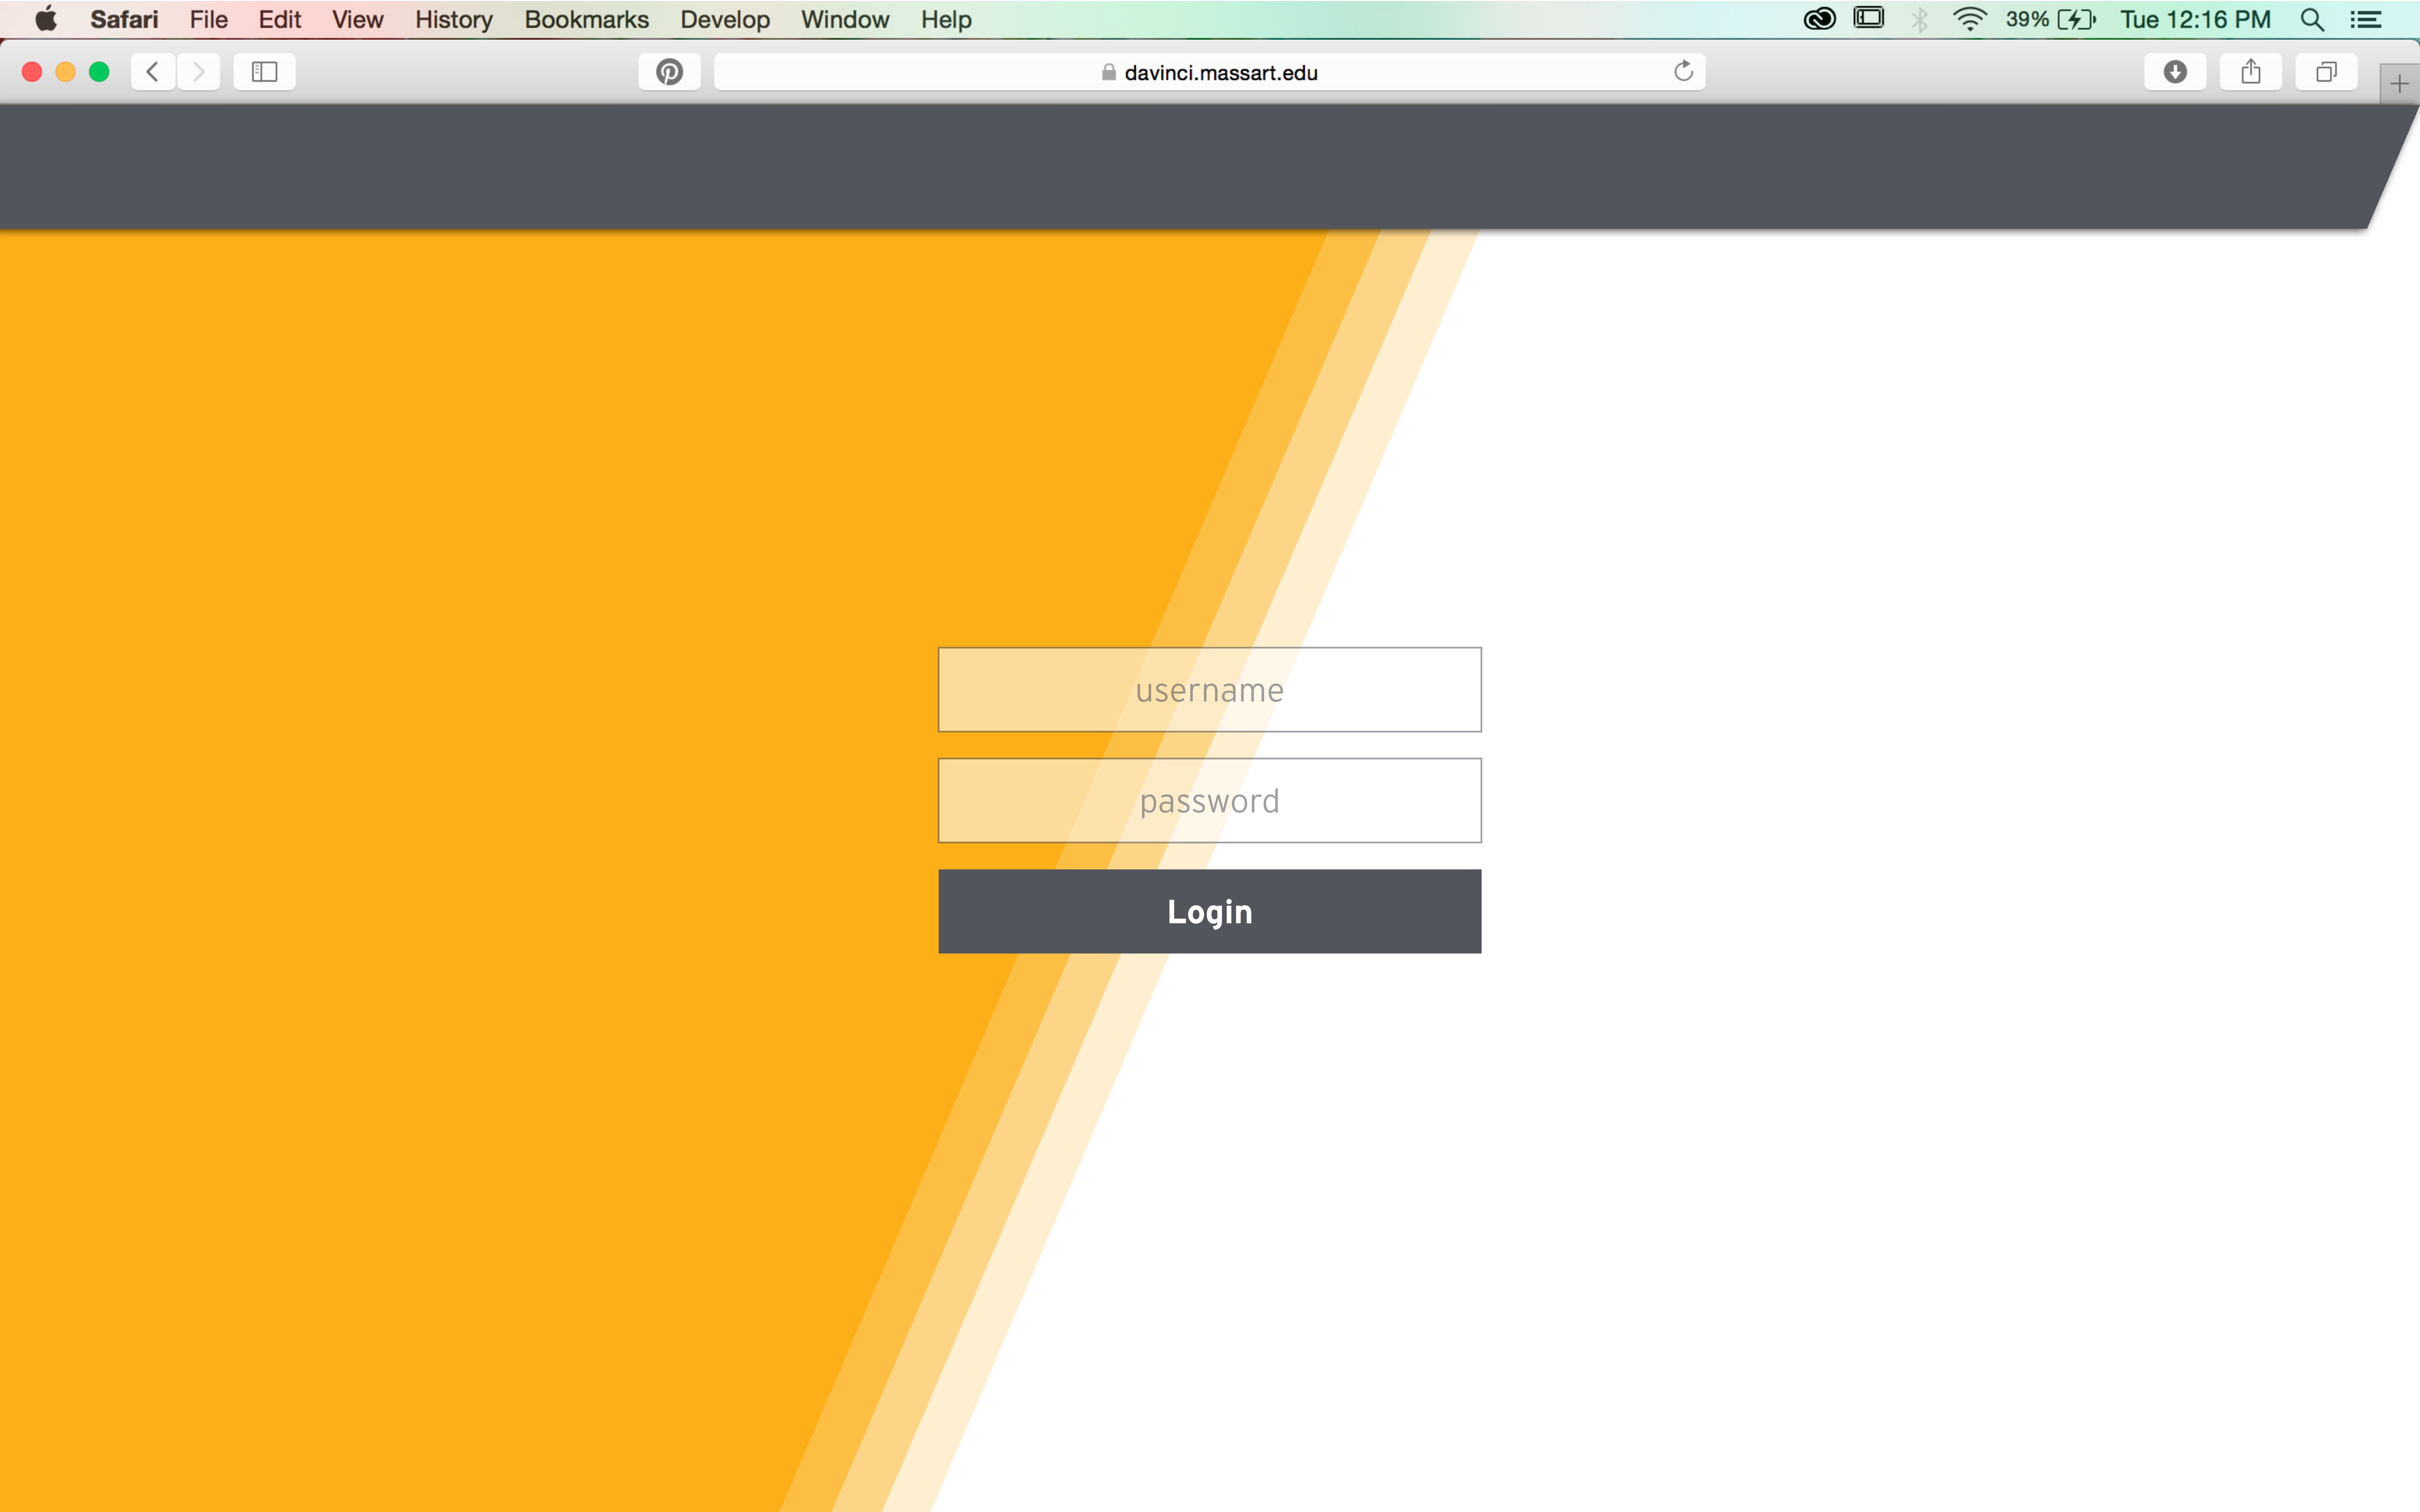 Safari File Edit View History Bookmarks Develop Window Help 39% Tue 12:16 PM
davinci.massart.edu
username
password
Login